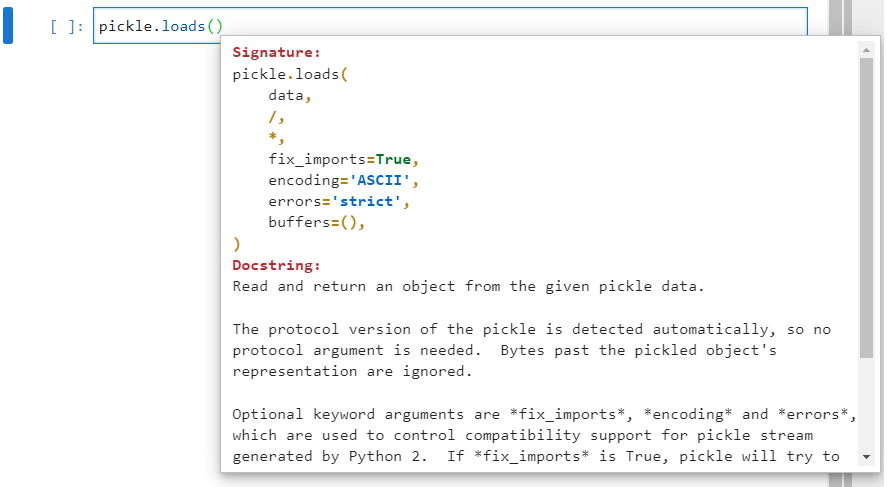 [ ]: pickle.loads()
Signature:
pickle.loads(
    data,
    /,
    *,
    fix_imports=True,
    encoding='ASCII',
    errors='strict',
    buffers=(),
)
Docstring:
Read and return an object from the given pickle data.

The protocol version of the pickle is detected automatically, so no
protocol argument is needed.  Bytes past the pickled object's
representation are ignored.

Optional keyword arguments are *fix_imports*, *encoding* and *errors*,
which are used to control compatibility support for pickle stream
generated by Python 2.  If *fix_imports* is True, pickle will try to